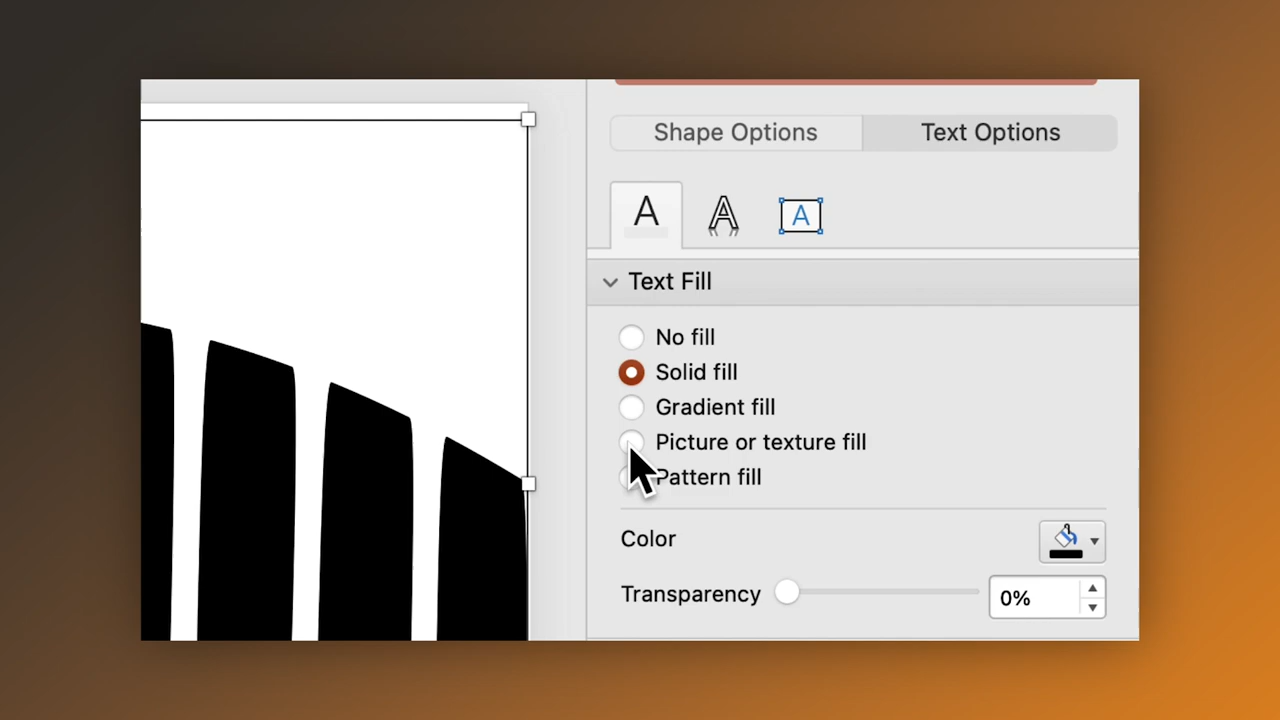 Shape Options
Text Options
A
A
A
Text Fill
No fill
Solid fill
Gradient fill
Picture or texture fill
Pattern fill
Color
Transparency
0%